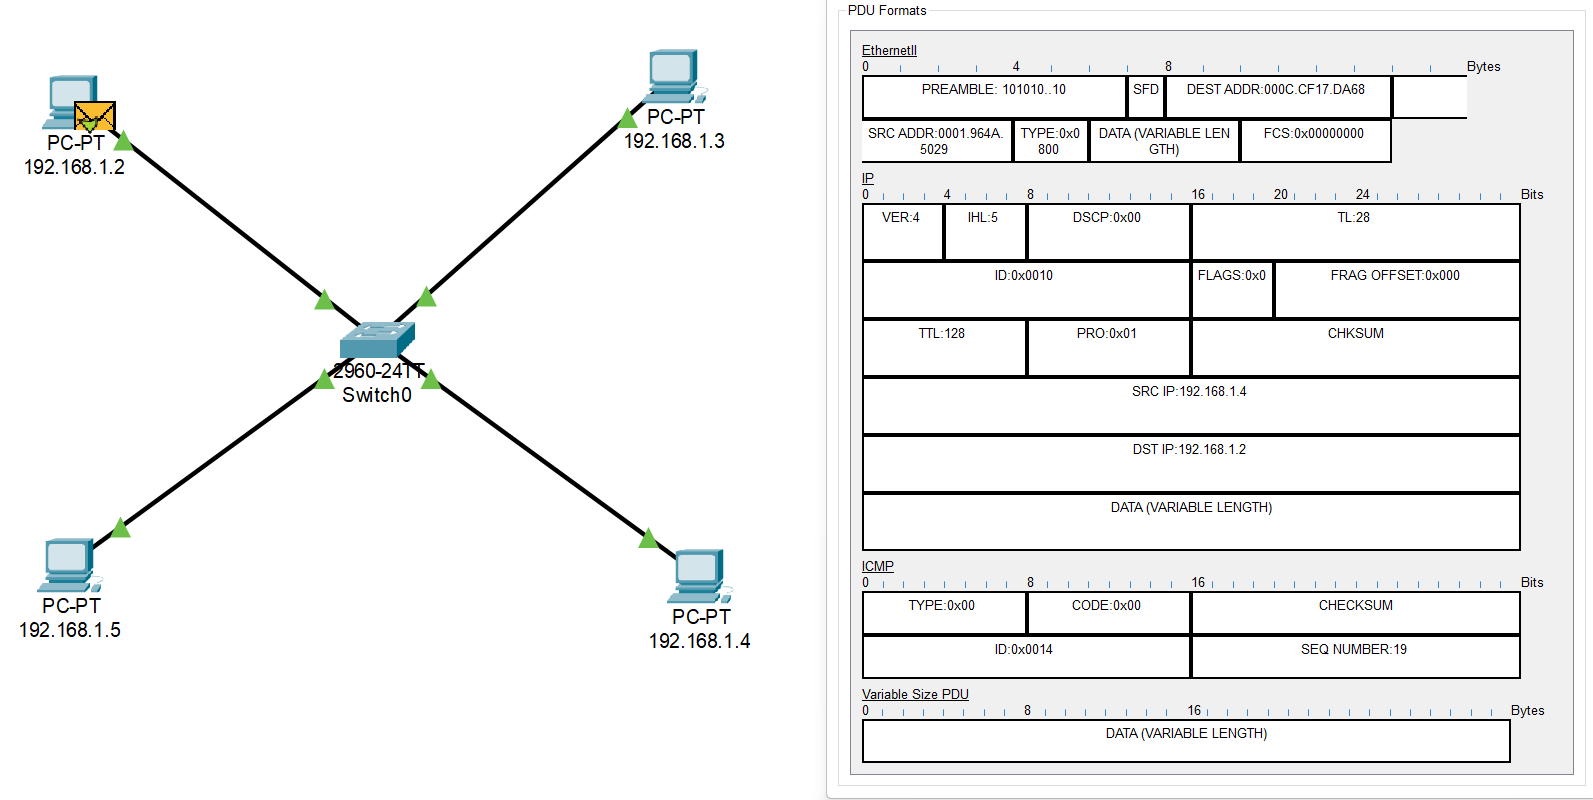 PC-PT
192.168.1.2
PC-PT
192.168.1.3
2960-24TT
Switch0
PC-PT
192.168.1.5
PC-PT
192.168.1.4
PDU Formats
EthernetII
0 4 8 Bytes
PREAMBLE: 101010..10 SFD DEST ADDR:000C.CF17.DA68
SRC ADDR:0001.964A. TYPE:0x0 DATA (VARIABLE LEN FCS:0x00000000
5029 800 GTH)
IP
0 4 8 16 20 24 Bits
VER:4 IHL:5 DSCP:0x00 TL:28
ID:0x0010 FLAGS:0x0 FRAG OFFSET:0x000
TTL:128 PRO:0x01 CHKSUM
SRC IP:192.168.1.4
DST IP:192.168.1.2
DATA (VARIABLE LENGTH)
ICMP
0 8 16 Bits
TYPE:0x00 CODE:0x00 CHECKSUM
ID:0x0014 SEQ NUMBER:19
Variable Size PDU
0 8 16 Bytes
DATA (VARIABLE LENGTH)